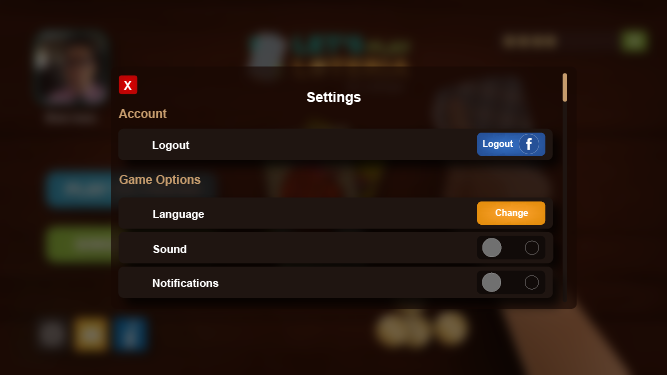 X
Settings
Account
Logout
Logout f
Game Options
Language
Change
Sound
Notifications